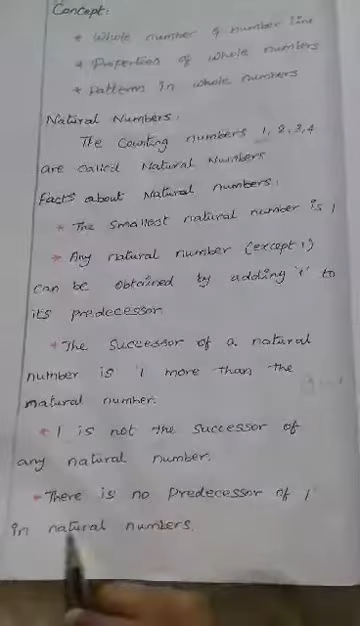 Concept:
* Whole number & number line
* Properties of whole numbers
* Patterns in whole numbers
Natural Numbers:
The Counting numbers 1, 2, 3, 4
are called Natural Numbers
Facts about Natural numbers:
* The Smallest natural number is 1
* Any natural number (except 1)
can be obtained by adding '1' to
its predecessor
* The Successor of a natural
number is 1 more than the
natural number.
* 1 is not the Successor of
any natural number.
* There is no Predecessor of 1
in natural numbers.